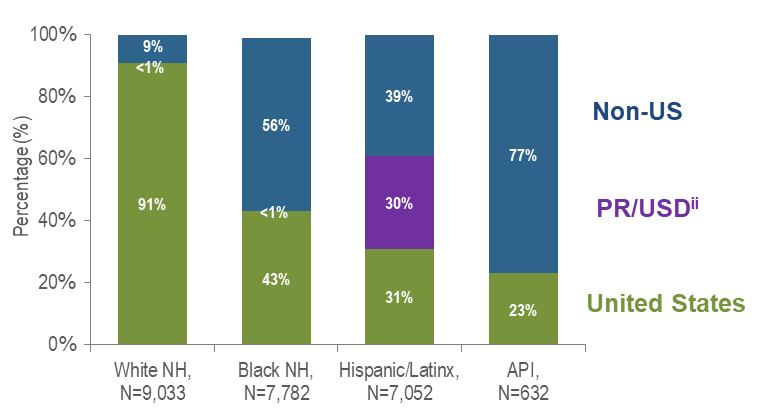 100%
80%
60%
40%
20%
0%
Percentage (%)
9%
<1%
91%
56%
<1%
43%
39%
30%
31%
77%
23%
White NH,
N=9,033
Black NH,
N=7,782
Hispanic/Latinx,
N=7,052
API,
N=632
Non-US
PR/USDii
United States